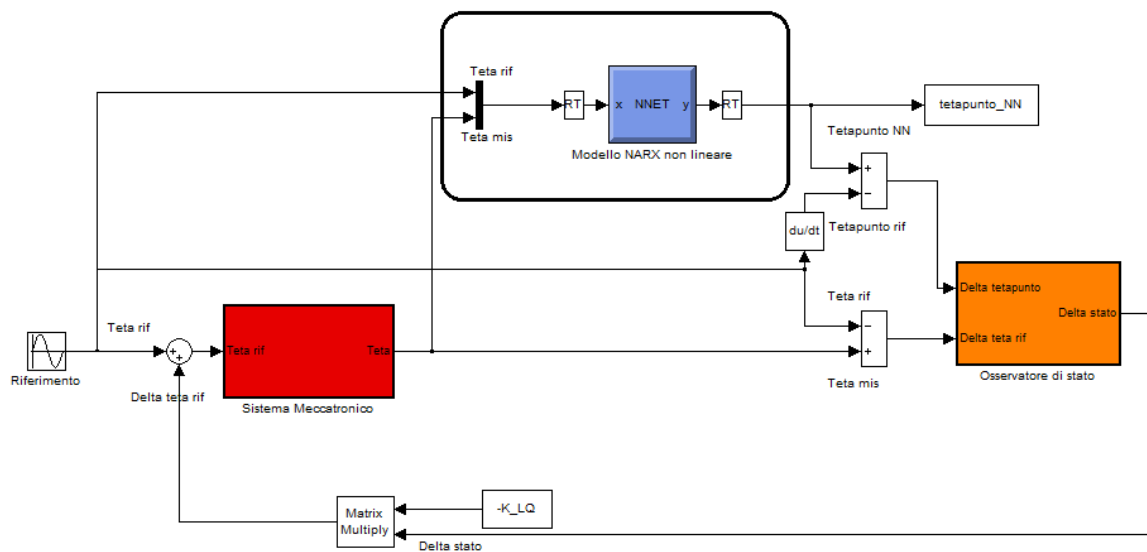 Teta rif
RT
x NNET y
RT
tetapunto_NN
Teta mis
Modello NARX non lineare
Tetapunto NN
+
−
du/dt
Tetapunto rif
Delta tetapunto
Delta stato
Delta teta rif
Osservatore di stato
Teta rif
−
+
Teta mis
Teta rif
Riferimento
+
+
Delta teta rif
Teta rif
Teta
Sistema Meccatronico
Matrix
Multiply
-K_LQ
Delta stato